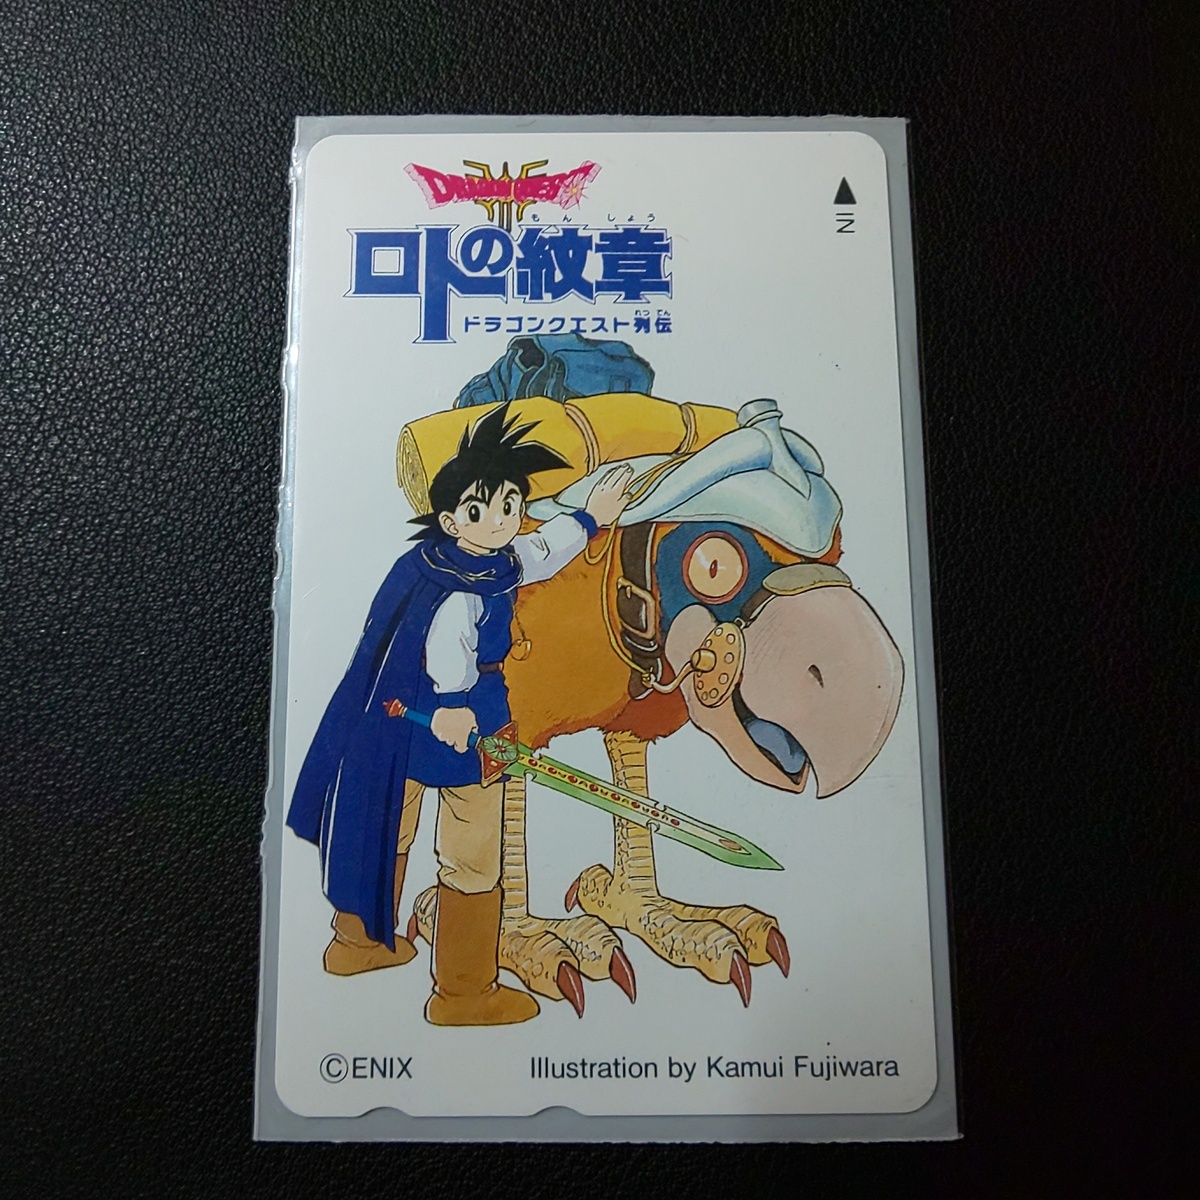 DRAGON QUEST
もんしょう
ロトの紋章
れつでん
ドラゴンクエスト列伝
IN
©ENIX
Illustration by Kamui Fujiwara